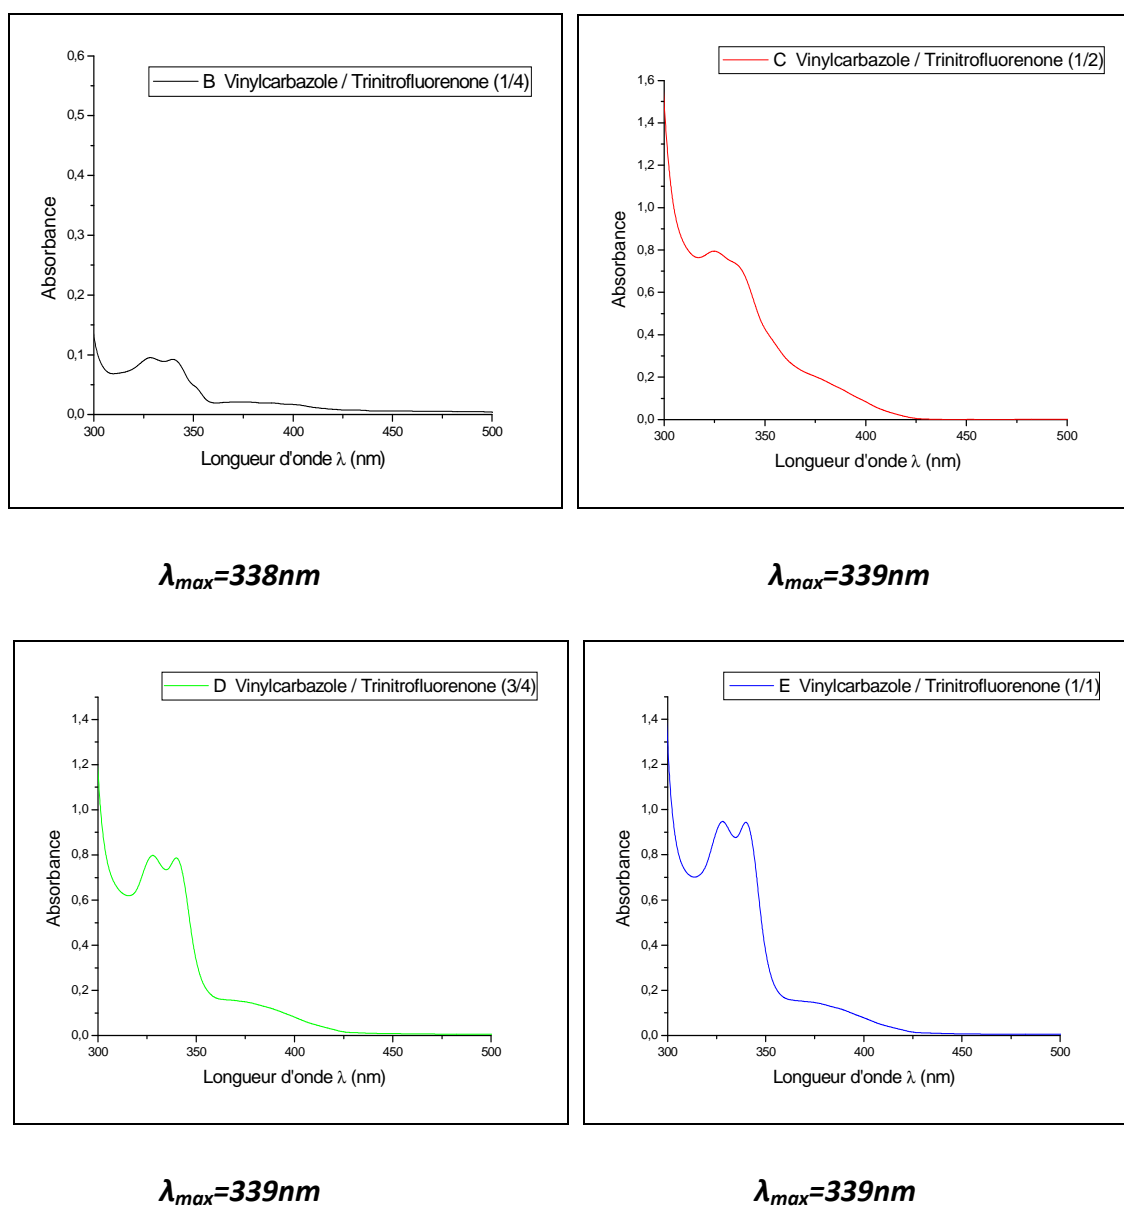 B Vinylcarbazole / Trinitrofluorenone (1/4)
0,6
0,5
0,4
0,3
0,2
0,1
0,0
Absorbance
300 350 400 450 500
Longueur d'onde λ (nm)
C Vinylcarbazole / Trinitrofluorenone (1/2)
1,6
1,4
1,2
1,0
0,8
0,6
0,4
0,2
0,0
Absorbance
300 350 400 450 500
Longueur d'onde λ (nm)
λmax=338nm
λmax=339nm
D Vinylcarbazole / Trinitrofluorenone (3/4)
1,4
1,2
1,0
0,8
0,6
0,4
0,2
0,0
Absorbance
300 350 400 450 500
Longueur d'onde λ (nm)
E Vinylcarbazole / Trinitrofluorenone (1/1)
1,4
1,2
1,0
0,8
0,6
0,4
0,2
0,0
Absorbance
300 350 400 450 500
Longueur d'onde λ (nm)
λmax=339nm
λmax=339nm